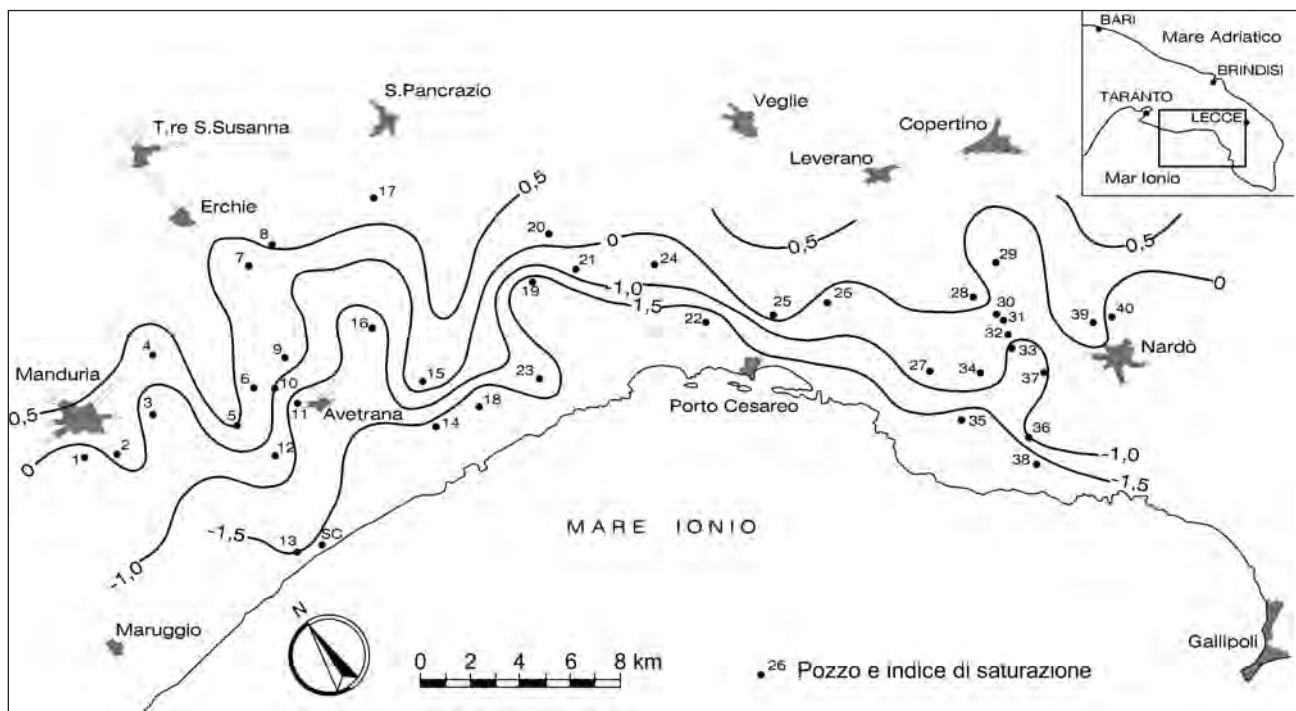 BARI
Mare Adriatico
BRINDISI
TARANTO
LECCE
Mar Ionio
S.Pancrazio
Veglie
T,re S.Susanna
Copertino
Leverano
Erchie
17
0,5
20
0
0,5
0,5
8
7
21
24
-1,0
-1,5
19
29
28
30
31
32
33
0
25
26
22
39
40
Nardò
16
9
4
Manduria
6
10
15
23
27
34
37
0,5
3
5
11
Avetrana
18
14
Porto Cesareo
35
36
0
1
2
12
38
-1,0
-1,5
-1,5
13
SC
MARE IONIO
-1,0
N
Maruggio
Gallipoli
0 2 4 6 8 km
26 Pozzo e indice di saturazione